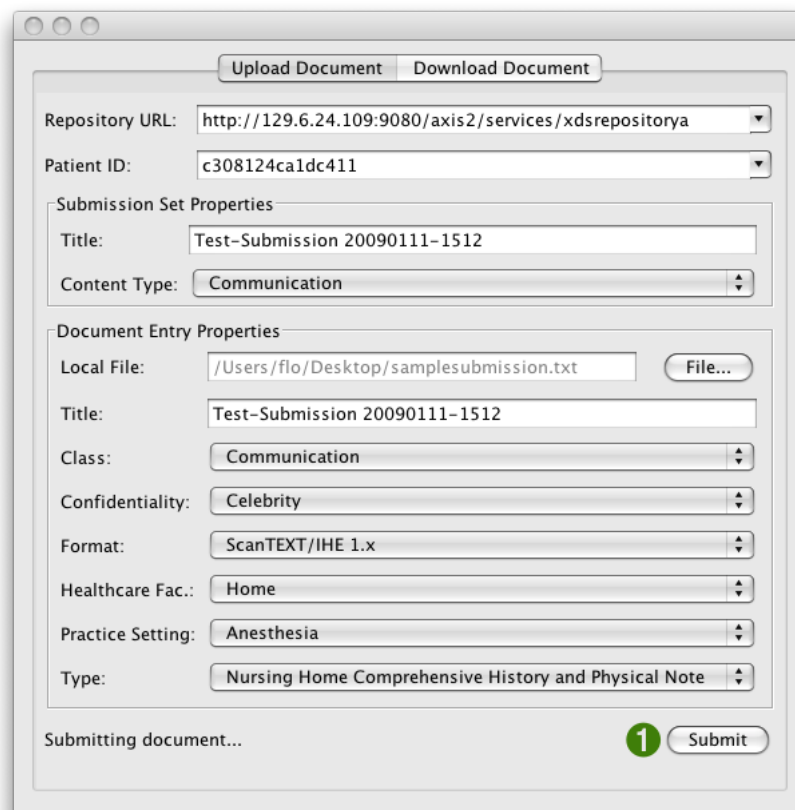 Upload Document Download Document
Repository URL: http://129.6.24.109:9080/axis2/services/xdsrepositorya
Patient ID: c308124ca1dc411
Submission Set Properties
Title: Test-Submission 20090111-1512
Content Type: Communication
Document Entry Properties
Local File: /Users/flo/Desktop/samplesubmission.txt File...
Title: Test-Submission 20090111-1512
Class: Communication
Confidentiality: Celebrity
Format: ScanTEXT/IHE 1.x
Healthcare Fac.: Home
Practice Setting: Anesthesia
Type: Nursing Home Comprehensive History and Physical Note
Submitting document... 1 Submit